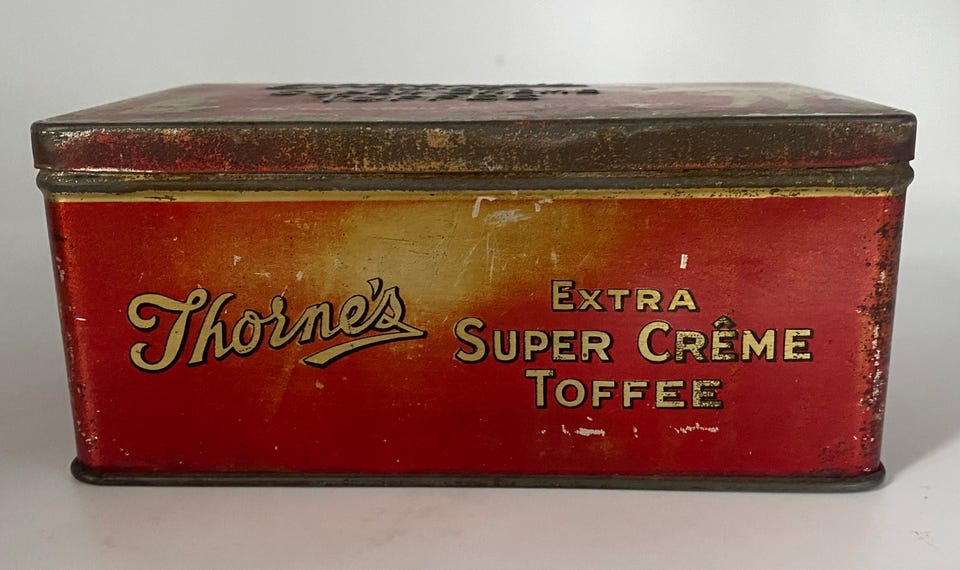 Thorne's
EXTRA
SUPER CRÊME
TOFFEE